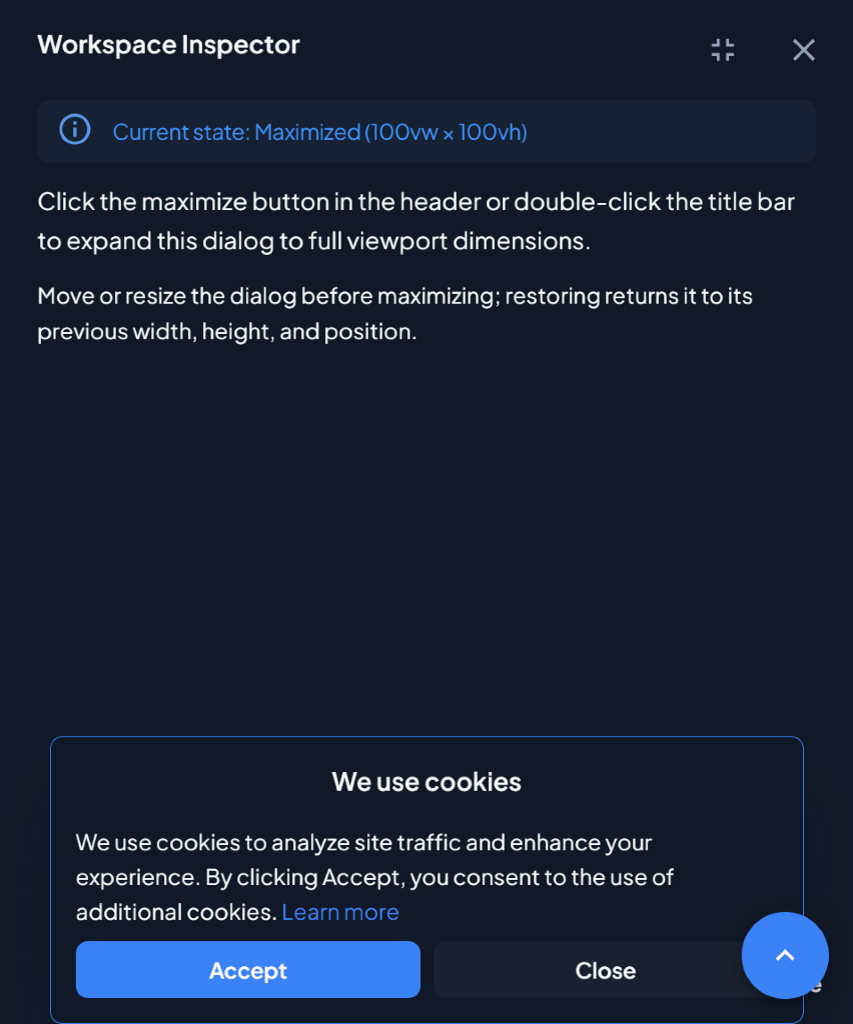 Workspace Inspector
Current state: Maximized (100vw × 100vh)
Click the maximize button in the header or double-click the title bar
to expand this dialog to full viewport dimensions.
Move or resize the dialog before maximizing; restoring returns it to its
previous width, height, and position.
We use cookies
We use cookies to analyze site traffic and enhance your
experience. By clicking Accept, you consent to the use of
additional cookies. Learn more
Accept
Close